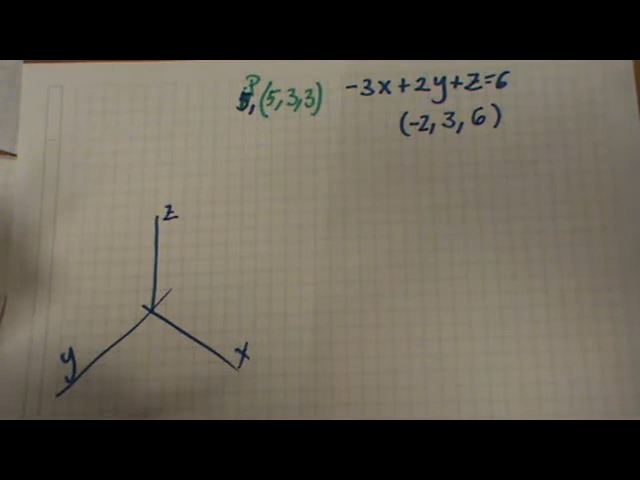 P (5,3,3)
-3x+2y+z=6
(-2, 3, 6)
z
y
x